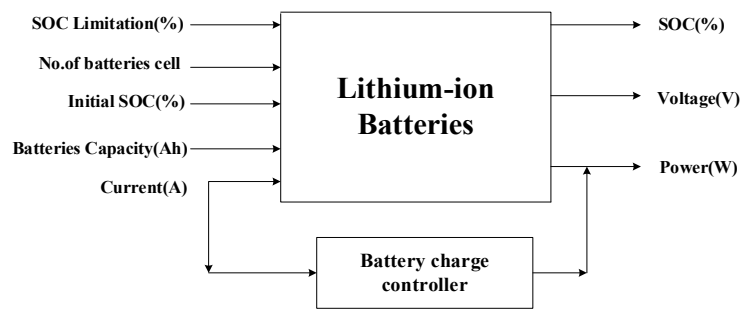 SOC Limitation(%)
No.of batteries cell
Initial SOC(%)
Batteries Capacity(Ah)
Current(A)
Lithium-ion
Batteries
SOC(%)
Voltage(V)
Power(W)
Battery charge
controller